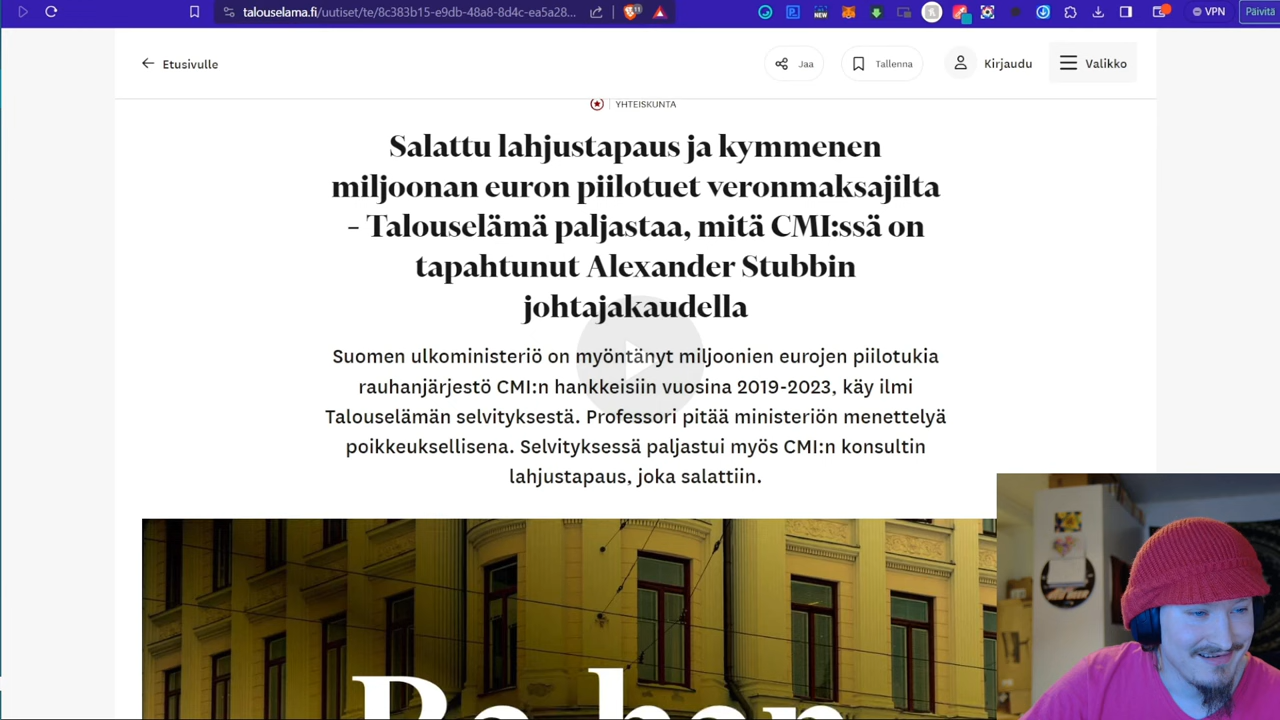 talouselama.fi/uutiset/te/8c383b15-e9db-48a8-8d4c-ea5a28...
11
NEW
VPN
Päivitä
Etusivulle
Jaa
Tallenna
Kirjaudu
Valikko
YHTEISKUNTA
Salattu lahjustapaus ja kymmenen
miljoonan euron piilotuet veronmaksajilta
– Talouselämä paljastaa, mitä CMI:ssä on
tapahtunut Alexander Stubbin
johtajakaudella
Suomen ulkoministeriö on myöntänyt miljoonien eurojen piilotukia
rauhanjärjestö CMI:n hankkeisiin vuosina 2019-2023, käy ilmi
Talouselämän selvityksestä. Professori pitää ministeriön menettelyä
poikkeuksellisena. Selvityksessä paljastui myös CMI:n konsultin
lahjustapaus, joka salattiin.